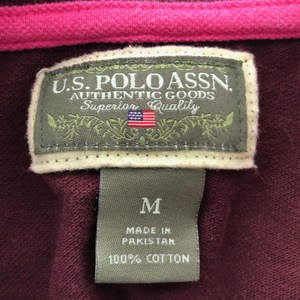 U.S. POLO ASSN.
AUTHENTIC GOODS
Superior Quality
M
MADE IN
PAKISTAN
100% COTTON